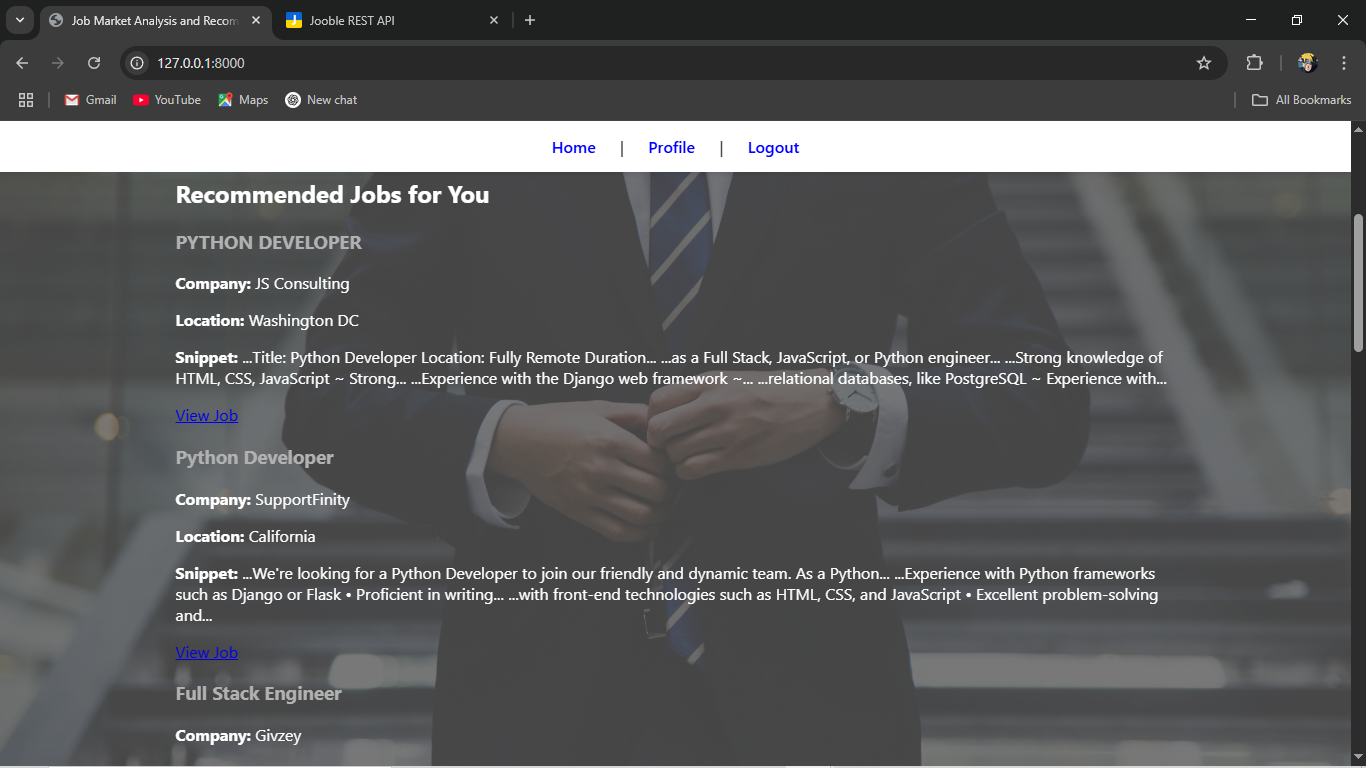 Job Market Analysis and Recom
Jooble REST API
127.0.0.1:8000
Gmail
YouTube
Maps
New chat
All Bookmarks
Home | Profile | Logout
Recommended Jobs for You
PYTHON DEVELOPER
Company: JS Consulting
Location: Washington DC
Snippet: ...Title: Python Developer Location: Fully Remote Duration... ...as a Full Stack, JavaScript, or Python engineer... ...Strong knowledge of
HTML, CSS, JavaScript ~ Strong... ...Experience with the Django web framework ~... ...relational databases, like PostgreSQL ~ Experience with...
View Job
Python Developer
Company: SupportFinity
Location: California
Snippet: ...We're looking for a Python Developer to join our friendly and dynamic team. As a Python... ...Experience with Python frameworks
such as Django or Flask • Proficient in writing... ...with front-end technologies such as HTML, CSS, and JavaScript • Excellent problem-solving
and...
View Job
Full Stack Engineer
Company: Givzey